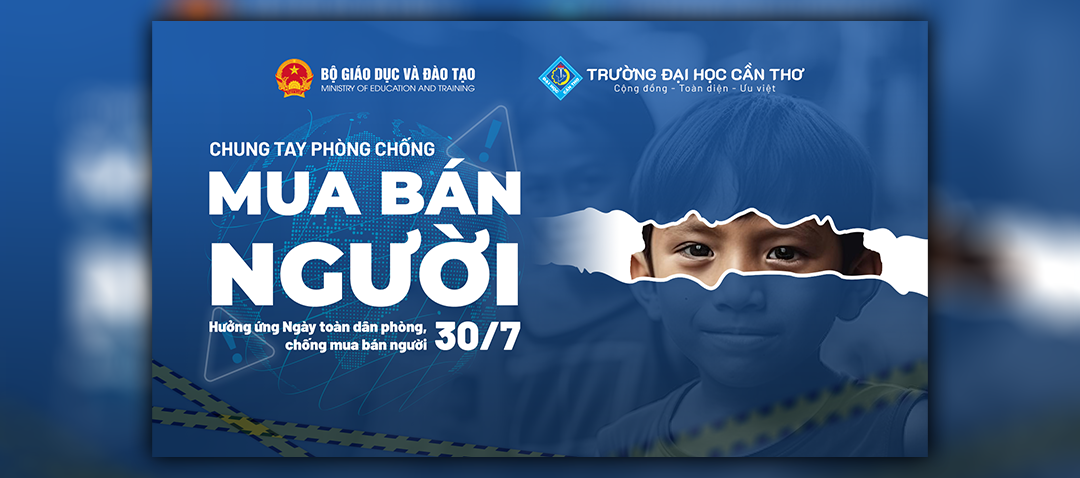 BỘ GIÁO DỤC VÀ ĐÀO TẠO
MINISTRY OF EDUCATION AND TRAINING
TRƯỜNG ĐẠI HỌC CẦN THƠ
Cộng đồng - Toàn diện - Ưu việt
CHUNG TAY PHÒNG CHỐNG
MUA BÁN
NGƯỜI
Hưởng ứng Ngày toàn dân phòng,
chống mua bán người 30/7